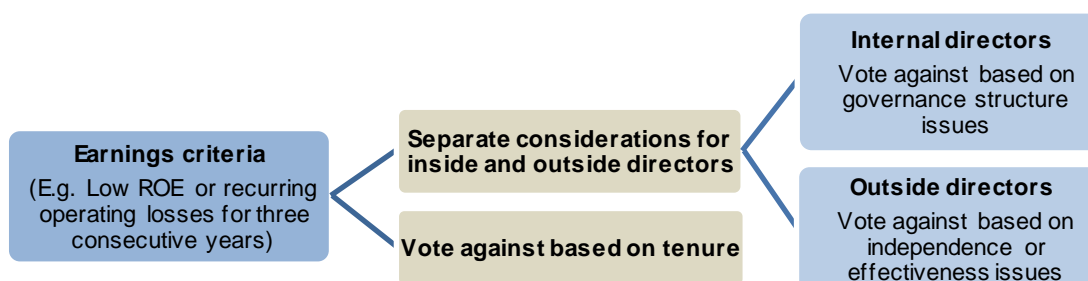 Earnings criteria
(E.g. Low ROE or recurring
operating losses for three
consecutive years)
Separate considerations for
inside and outside directors
Vote against based on tenure
Internal directors
Vote against based on
governance structure
issues
Outside directors
Vote against based on
independence or
effectiveness issues